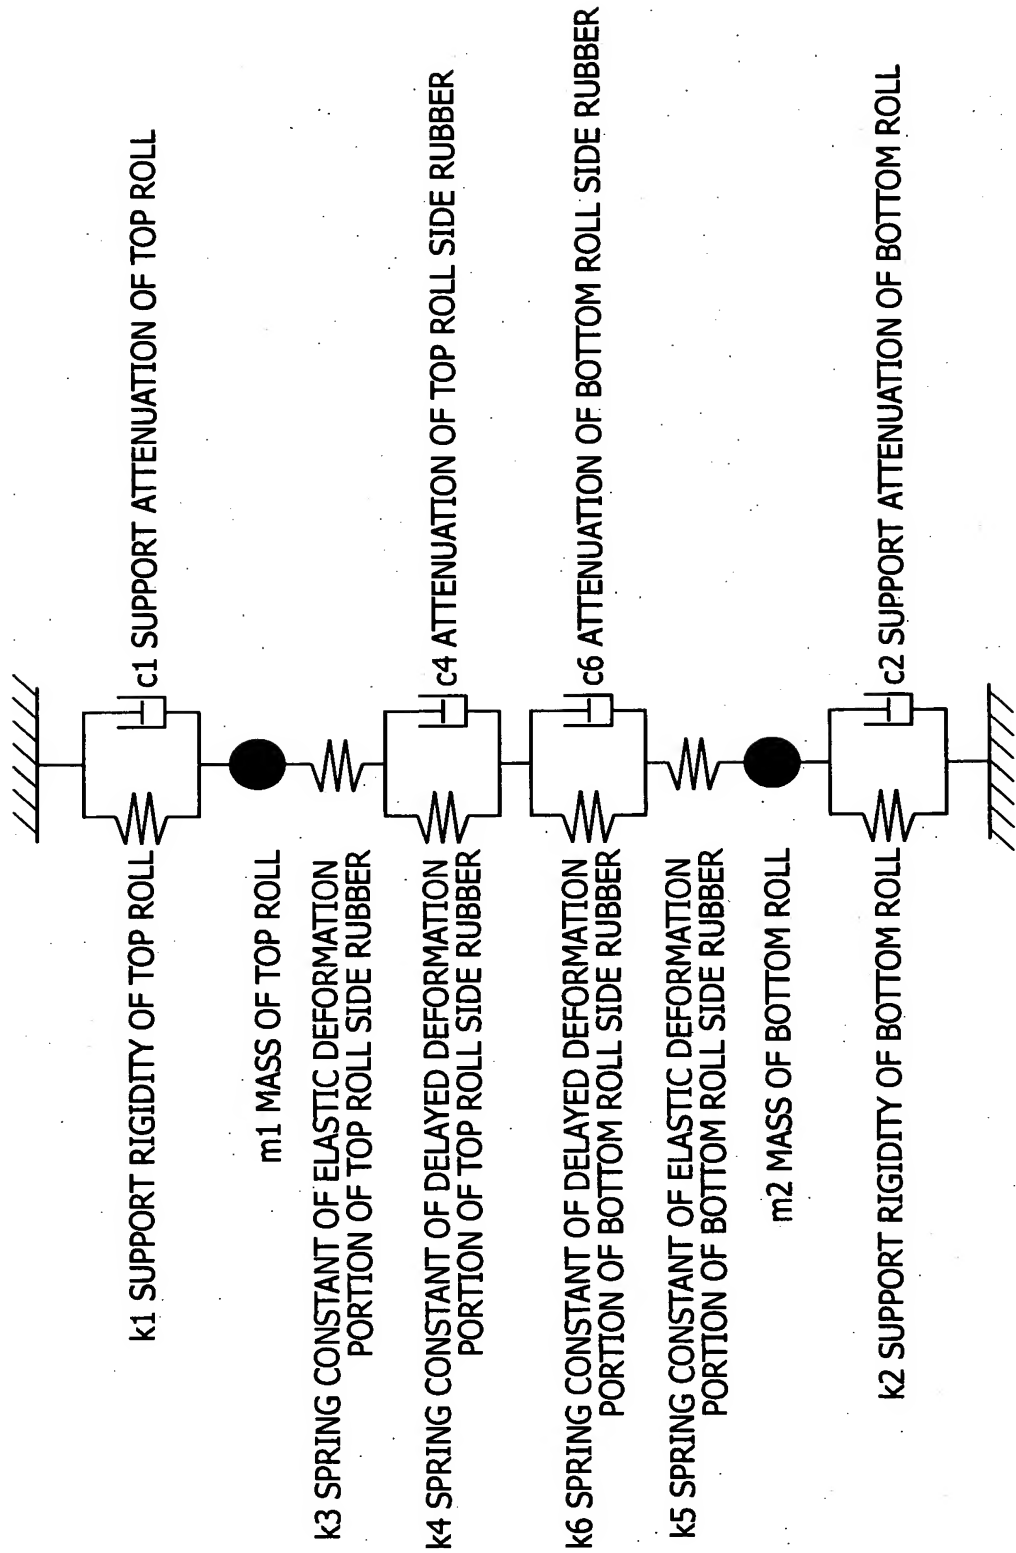 k1 SUPPORT RIGIDITY OF TOP ROLL
c1 SUPPORT ATTENUATION OF TOP ROLL
m1 MASS OF TOP ROLL
k3 SPRING CONSTANT OF ELASTIC DEFORMATION
PORTION OF TOP ROLL SIDE RUBBER
k4 SPRING CONSTANT OF DELAYED DEFORMATION
PORTION OF TOP ROLL SIDE RUBBER
c4 ATTENUATION OF TOP ROLL SIDE RUBBER
k6 SPRING CONSTANT OF DELAYED DEFORMATION
PORTION OF BOTTOM ROLL SIDE RUBBER
c6 ATTENUATION OF BOTTOM ROLL SIDE RUBBER
k5 SPRING CONSTANT OF ELASTIC DEFORMATION
PORTION OF BOTTOM ROLL SIDE RUBBER
m2 MASS OF BOTTOM ROLL
k2 SUPPORT RIGIDITY OF BOTTOM ROLL
c2 SUPPORT ATTENUATION OF BOTTOM ROLL